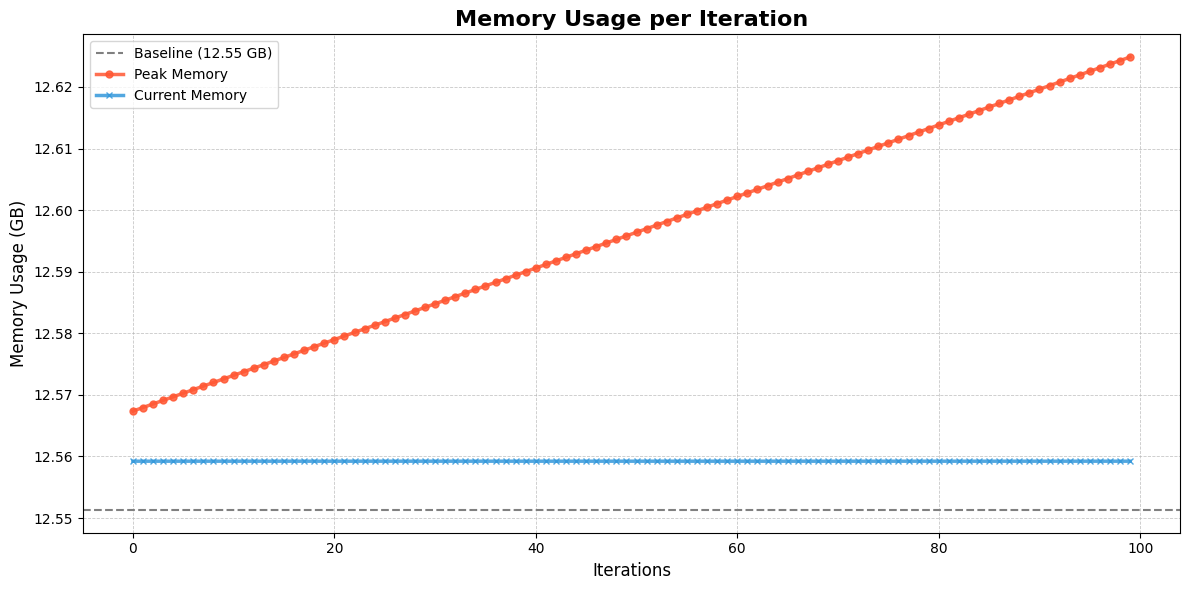 Memory Usage per Iteration
Baseline (12.55 GB)
Peak Memory
Current Memory
Memory Usage (GB)
12.62
12.61
12.60
12.59
12.58
12.57
12.56
12.55
0 20 40 60 80 100
Iterations